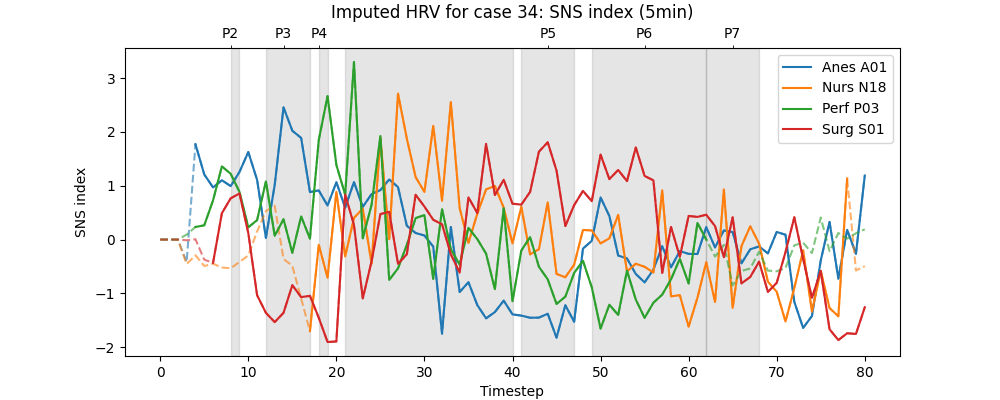 Imputed HRV for case 34: SNS index (5min)
P2 P3 P4 P5 P6 P7
Anes A01
Nurs N18
Perf P03
Surg S01
SNS index
3
2
1
0
−1
−2
0 10 20 30 40 50 60 70 80
Timestep